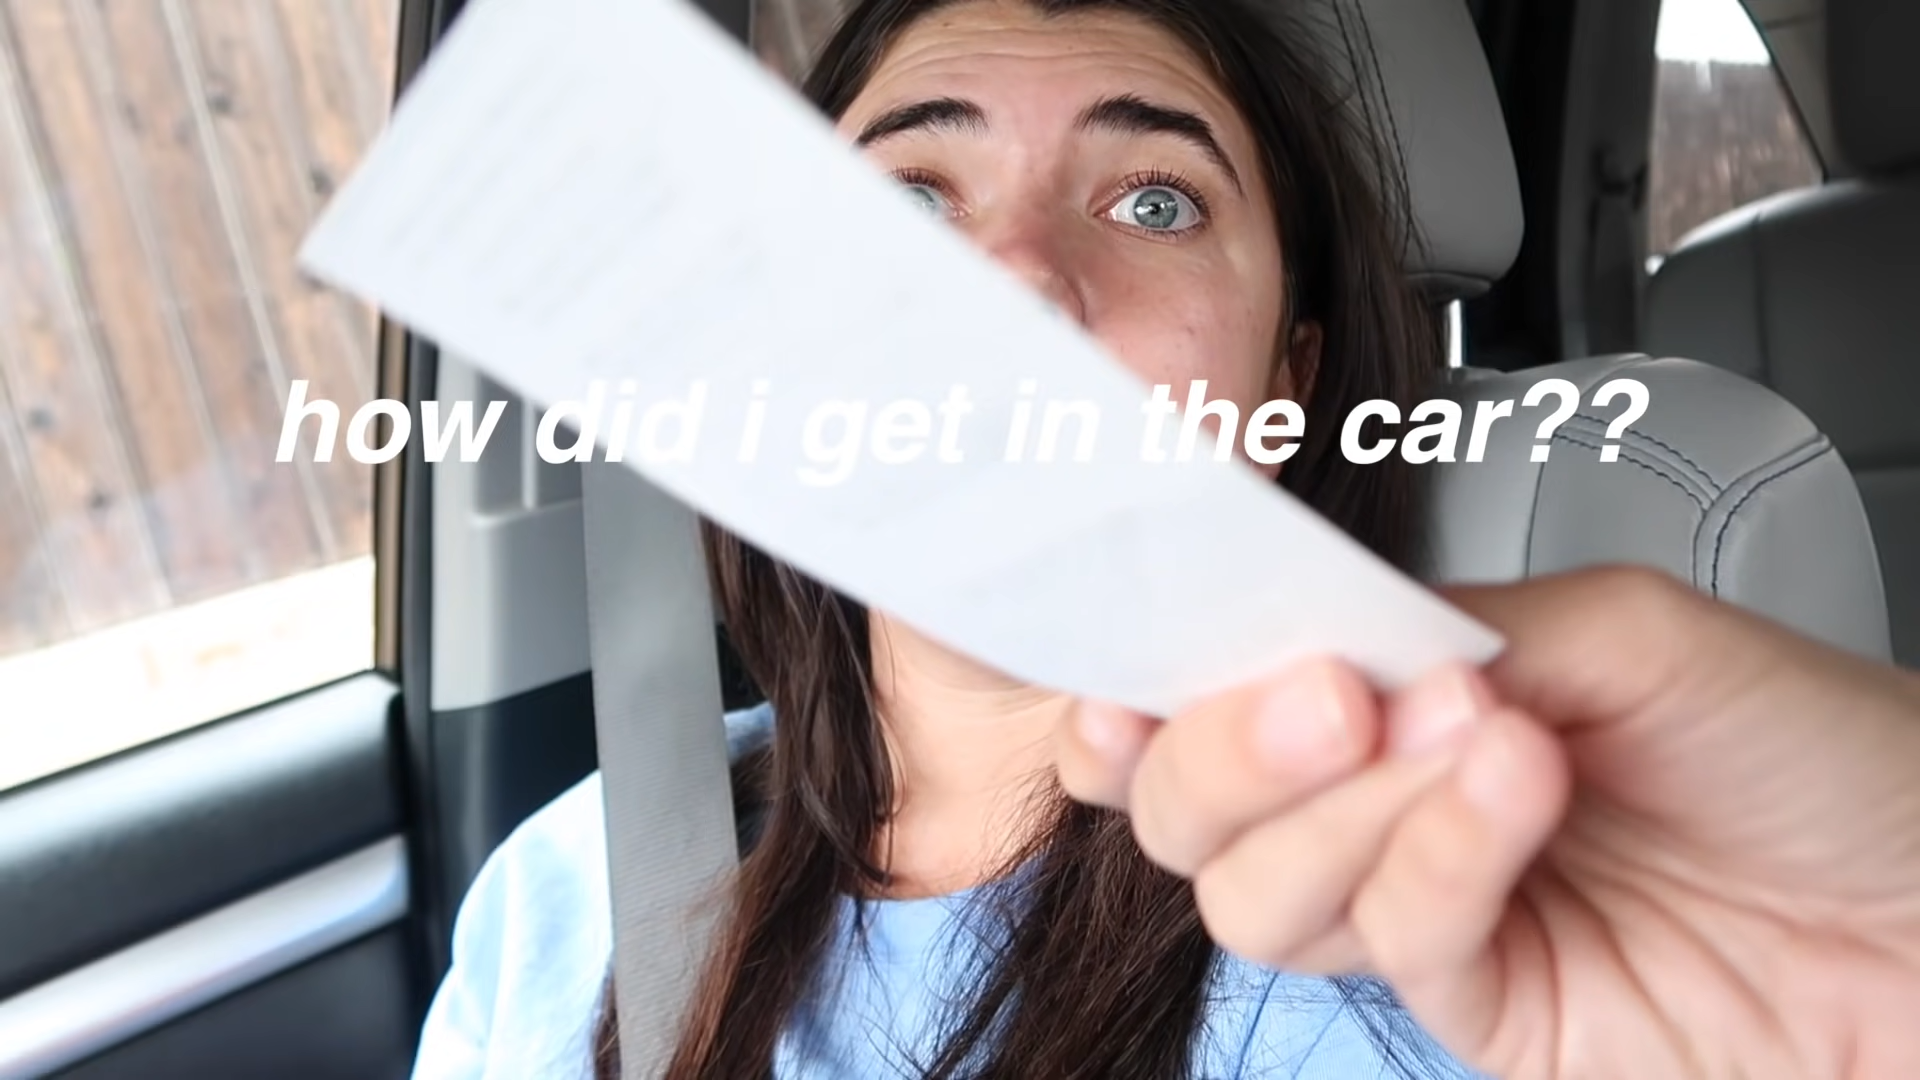 how did i get in the car??